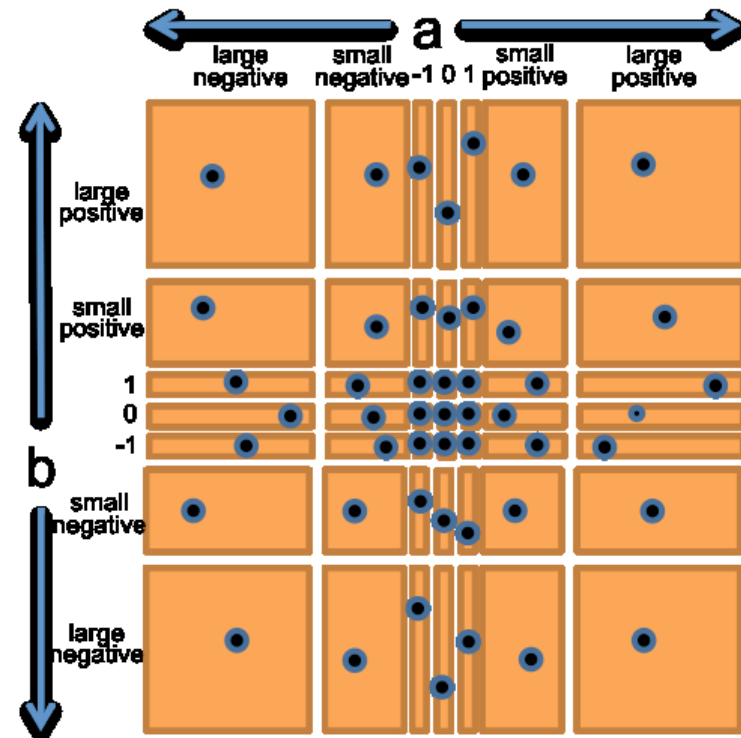 a
large
negative
small
negative
-1 0 1
small
positive
large
positive
large
positive
small
positive
1
0
-1
b
small
negative
large
negative